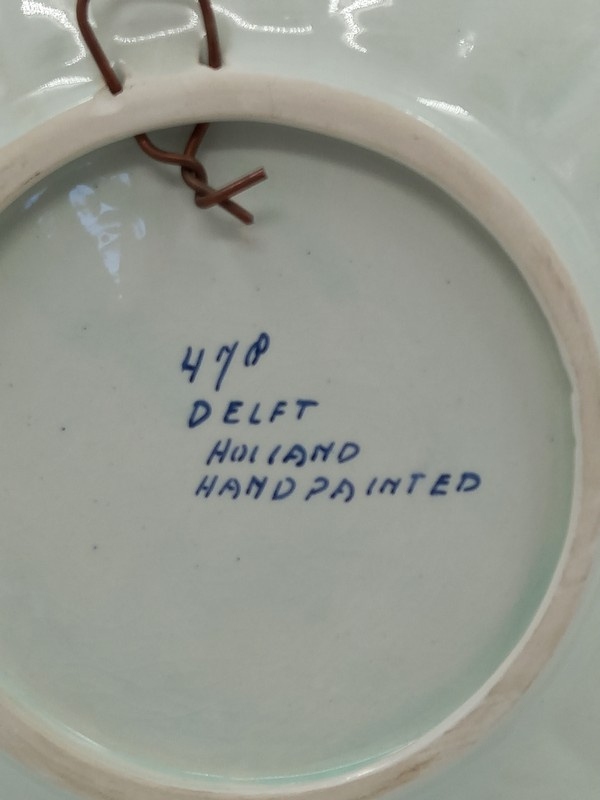 478
DELFT
HOLLAND
HANDPAINTED